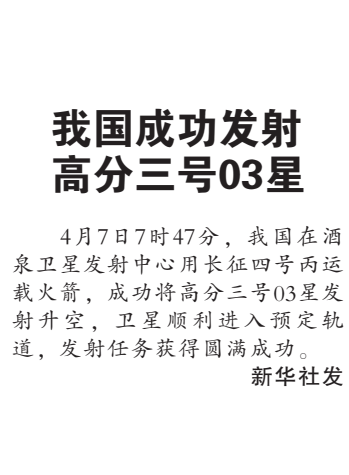 我国成功发射
高分三号03星
4月7日7时47分，我国在酒
泉卫星发射中心用长征四号丙运
载火箭，成功将高分三号03星发
射升空，卫星顺利进入预定轨
道，发射任务获得圆满成功。
新华社发